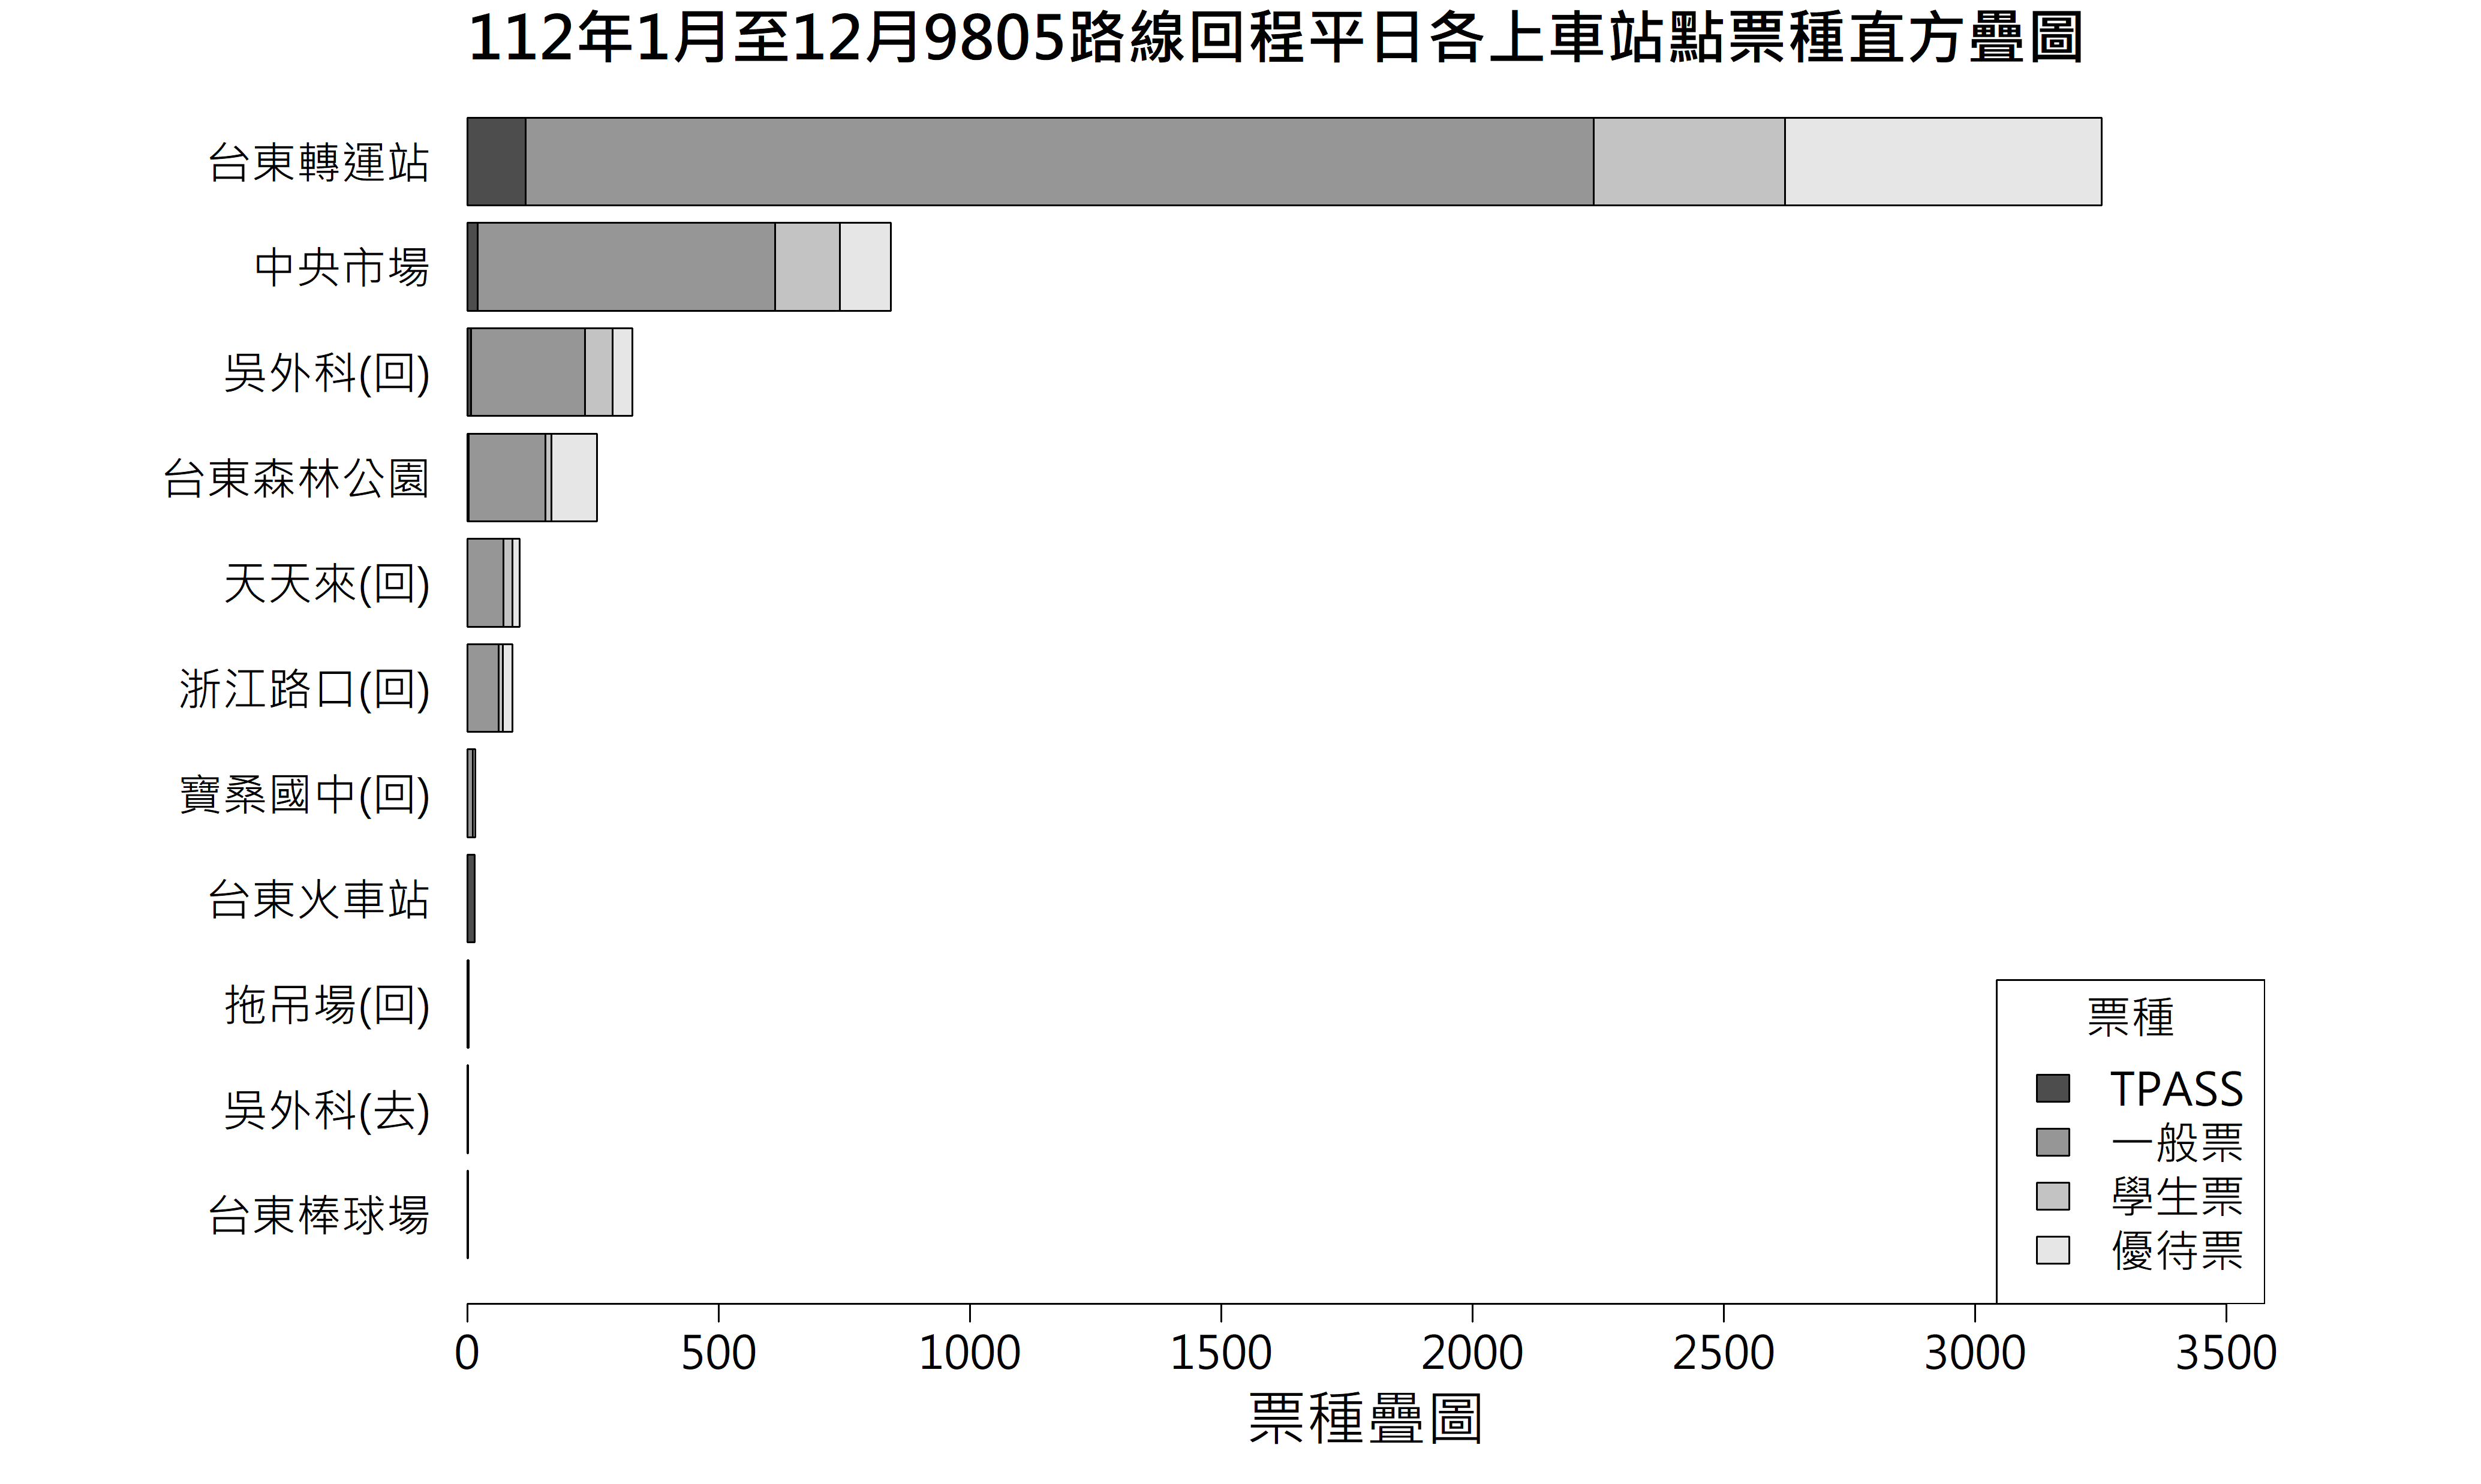 112年1月至12月9805路線回程平日各上車站點票種直方疊圖
台東轉運站
中央市場
吳外科(回)
台東森林公園
天天來(回)
浙江路口(回)
寶桑國中(回)
台東火車站
拖吊場(回)
吳外科(去)
台東棒球場
票種
TPASS
一般票
學生票
優待票
0 500 1000 1500 2000 2500 3000 3500
票種疊圖